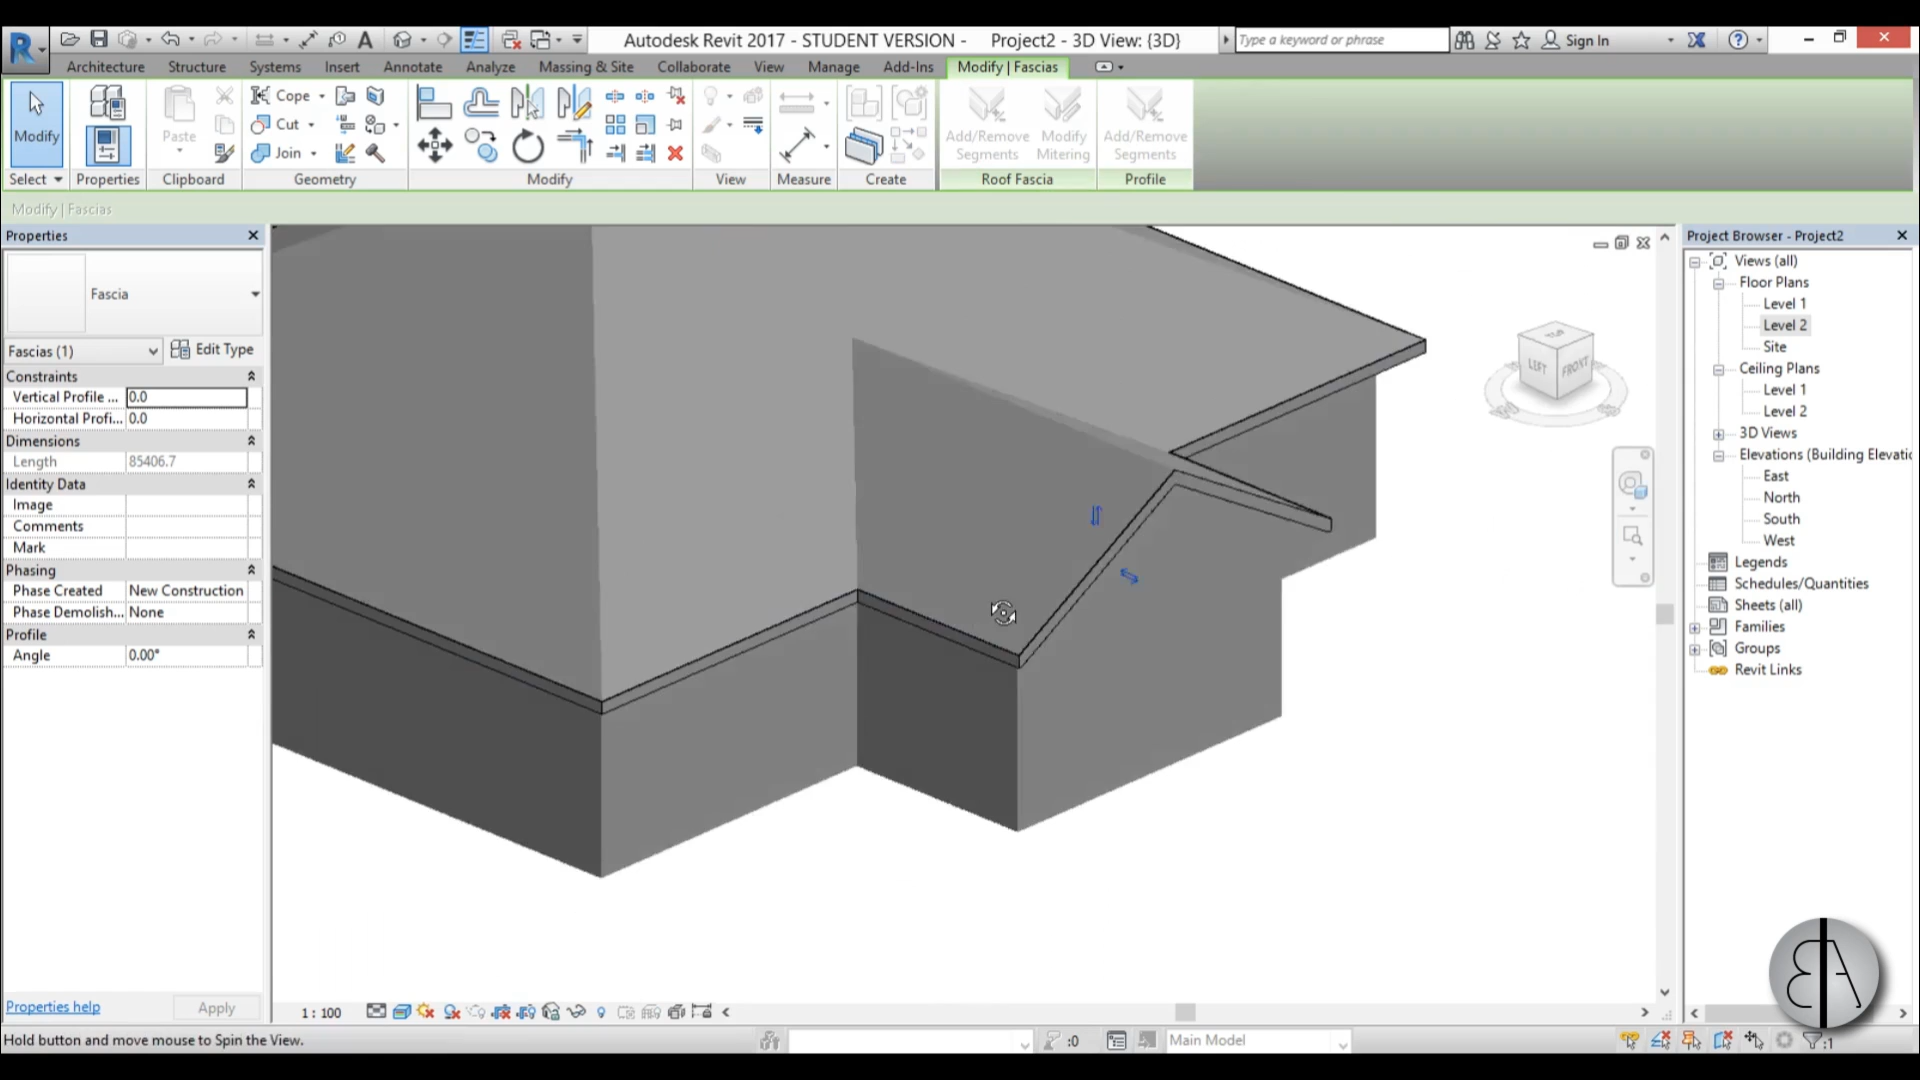 Autodesk Revit 2017 - STUDENT VERSION - Project2 - 3D View: {3D}
Type a keyword or phrase
Sign In
Architecture Structure Systems Insert Annotate Analyze Massing & Site Collaborate View Manage Add-Ins Modify | Fascias
Modify
Paste
Cope
Cut
Join
Add/Remove Segments
Modify Mitering
Add/Remove Segments
Select Properties Clipboard Geometry Modify View Measure Create Roof Fascia Profile
Modify | Fascias
Properties
Fascia
Fascias (1)
Edit Type
Constraints
Vertical Profile ... 0.0
Horizontal Profi... 0.0
Dimensions
Length 85406.7
Identity Data
Image
Comments
Mark
Phasing
Phase Created New Construction
Phase Demolish... None
Profile
Angle 0.00°
Properties help
Apply
TOP
LEFT
FRONT
Project Browser - Project2
Views (all)
Floor Plans
Level 1
Level 2
Site
Ceiling Plans
Level 1
Level 2
3D Views
Elevations (Building Elevatic
East
North
South
West
Legends
Schedules/Quantities
Sheets (all)
Families
Groups
Revit Links
1 : 100
Hold button and move mouse to Spin the View.
:0
Main Model
:1